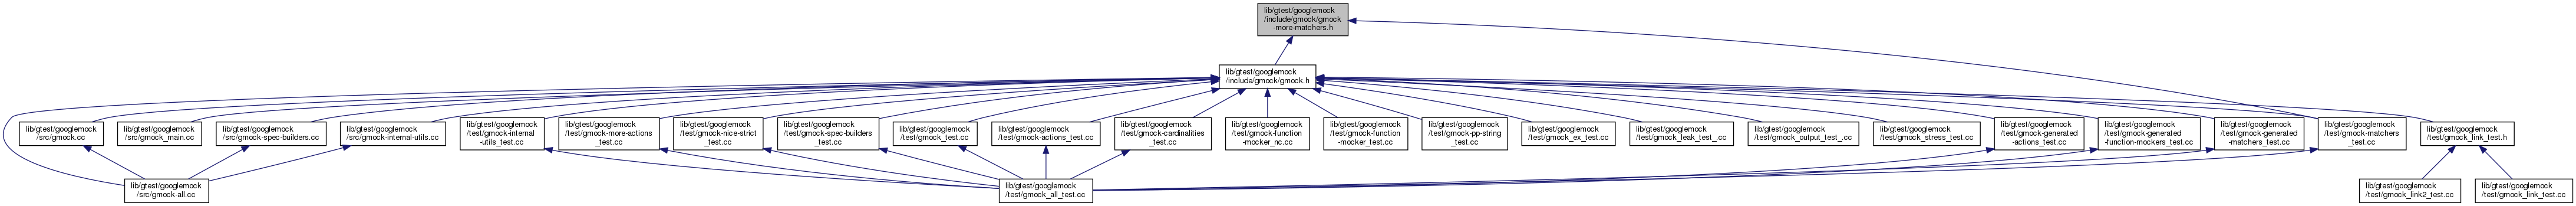 lib/gtest/googlemock
/include/gmock/gmock
-more-matchers.h
lib/gtest/googlemock
/include/gmock/gmock.h
lib/gtest/googlemock
/src/gmock.cc
lib/gtest/googlemock
/src/gmock_main.cc
lib/gtest/googlemock
/src/gmock-spec-builders.cc
lib/gtest/googlemock
/src/gmock-internal-utils.cc
lib/gtest/googlemock
/test/gmock-internal
-utils_test.cc
lib/gtest/googlemock
/test/gmock-more-actions
_test.cc
lib/gtest/googlemock
/test/gmock-nice-strict
_test.cc
lib/gtest/googlemock
/test/gmock-spec-builders
_test.cc
lib/gtest/googlemock
/test/gmock_test.cc
lib/gtest/googlemock
/test/gmock-actions_test.cc
lib/gtest/googlemock
/test/gmock-cardinalities
_test.cc
lib/gtest/googlemock
/test/gmock-function
-mocker_nc.cc
lib/gtest/googlemock
/test/gmock-function
-mocker_test.cc
lib/gtest/googlemock
/test/gmock-pp-string
_test.cc
lib/gtest/googlemock
/test/gmock_ex_test.cc
lib/gtest/googlemock
/test/gmock_leak_test_.cc
lib/gtest/googlemock
/test/gmock_output_test_.cc
lib/gtest/googlemock
/test/gmock_stress_test.cc
lib/gtest/googlemock
/test/gmock-generated
-actions_test.cc
lib/gtest/googlemock
/test/gmock-generated
-function-mockers_test.cc
lib/gtest/googlemock
/test/gmock-generated
-matchers_test.cc
lib/gtest/googlemock
/test/gmock-matchers
_test.cc
lib/gtest/googlemock
/test/gmock_link_test.h
lib/gtest/googlemock
/src/gmock-all.cc
lib/gtest/googlemock
/test/gmock_all_test.cc
lib/gtest/googlemock
/test/gmock_link2_test.cc
lib/gtest/googlemock
/test/gmock_link_test.cc